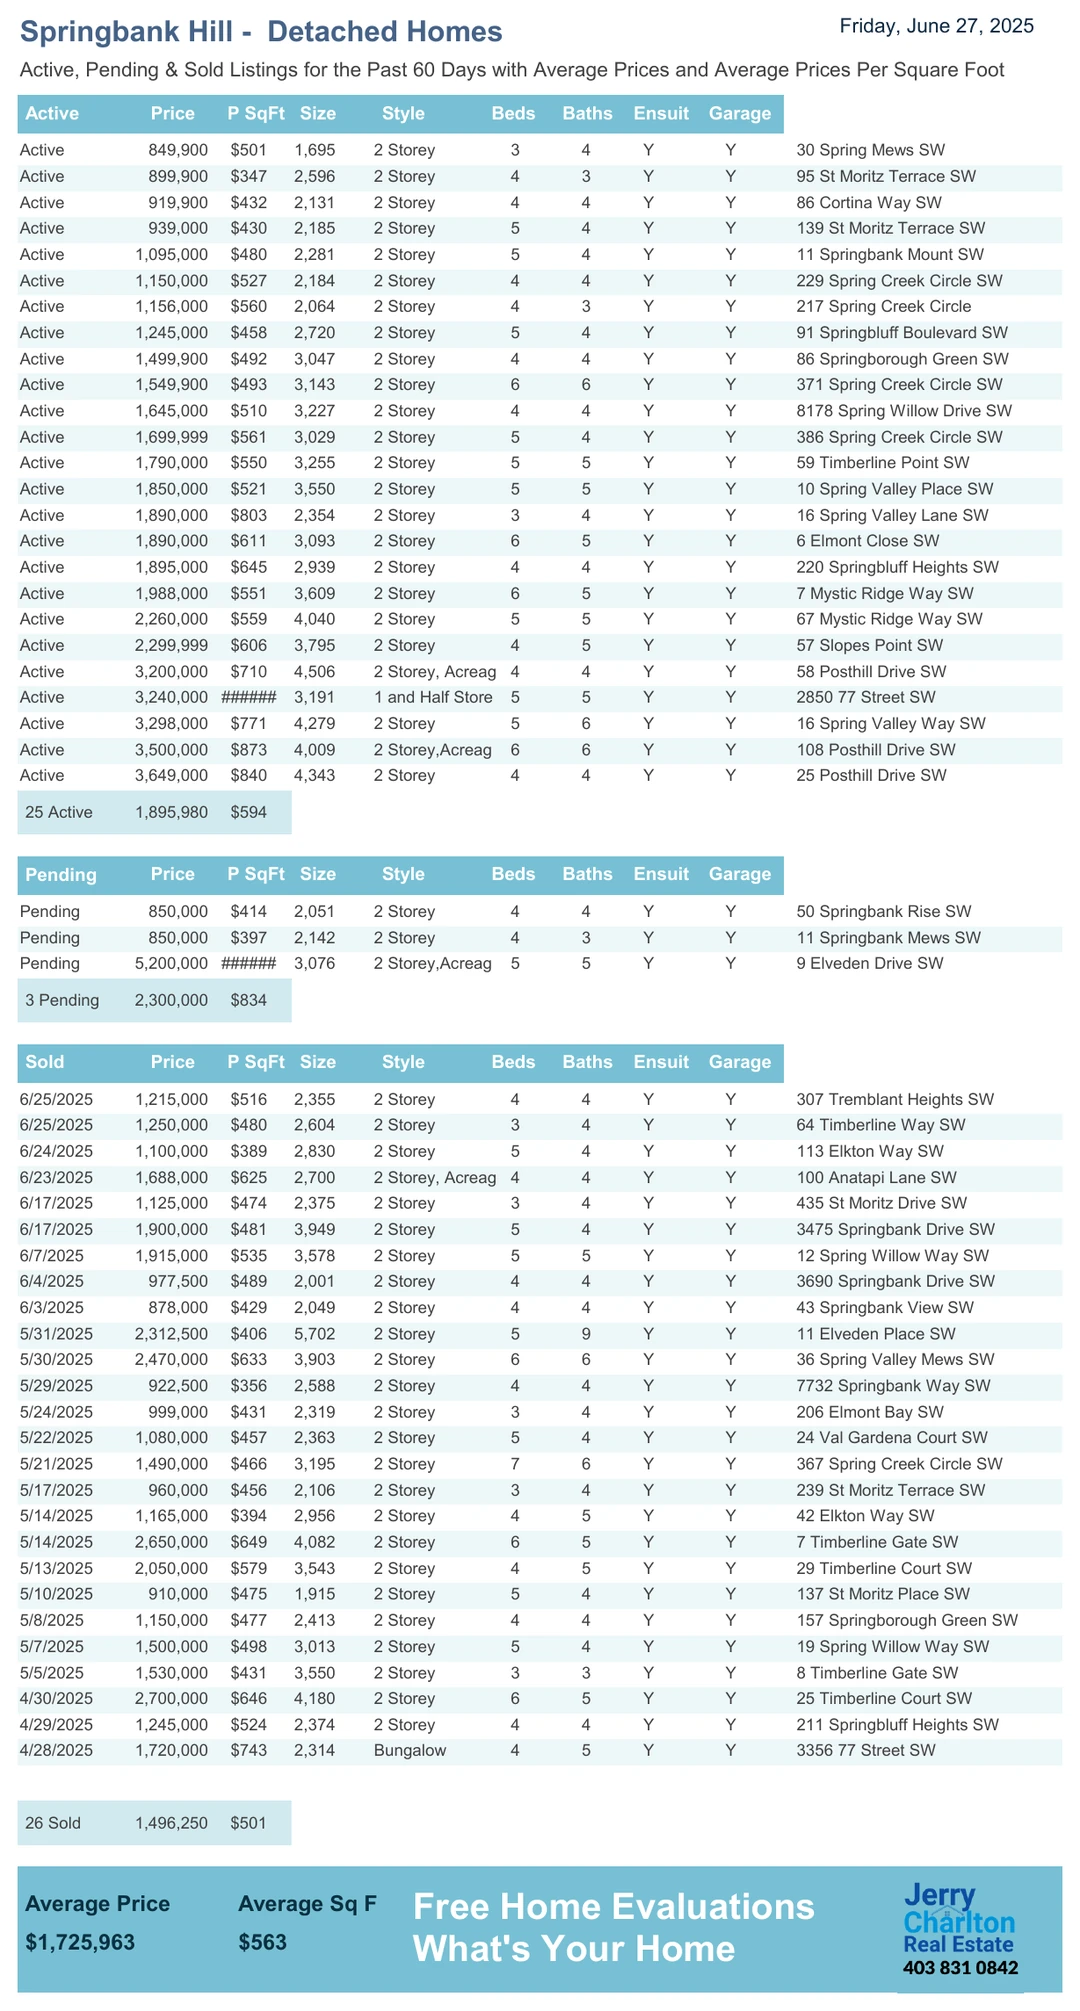 Springbank Hill - Detached Homes Friday, June 27, 2025
Active, Pending & Sold Listings for the Past 60 Days with Average Prices and Average Prices Per Square Foot
Active Price P SqFt Size Style Beds Baths Ensuit Garage
Active 849,900 $501 1,695 2 Storey 3 4 Y Y 30 Spring Mews SW
Active 899,900 $347 2,596 2 Storey 4 3 Y Y 95 St Moritz Terrace SW
Active 919,900 $432 2,131 2 Storey 4 4 Y Y 86 Cortina Way SW
Active 939,000 $430 2,185 2 Storey 5 4 Y Y 139 St Moritz Terrace SW
Active 1,095,000 $480 2,281 2 Storey 5 4 Y Y 11 Springbank Mount SW
Active 1,150,000 $527 2,184 2 Storey 4 4 Y Y 229 Spring Creek Circle SW
Active 1,156,000 $560 2,064 2 Storey 4 3 Y Y 217 Spring Creek Circle
Active 1,245,000 $458 2,720 2 Storey 5 4 Y Y 91 Springbluff Boulevard SW
Active 1,499,900 $492 3,047 2 Storey 4 4 Y Y 86 Springborough Green SW
Active 1,549,900 $493 3,143 2 Storey 6 6 Y Y 371 Spring Creek Circle SW
Active 1,645,000 $510 3,227 2 Storey 4 4 Y Y 8178 Spring Willow Drive SW
Active 1,699,999 $561 3,029 2 Storey 5 4 Y Y 386 Spring Creek Circle SW
Active 1,790,000 $550 3,255 2 Storey 5 5 Y Y 59 Timberline Point SW
Active 1,850,000 $521 3,550 2 Storey 5 5 Y Y 10 Spring Valley Place SW
Active 1,890,000 $803 2,354 2 Storey 3 4 Y Y 16 Spring Valley Lane SW
Active 1,890,000 $611 3,093 2 Storey 6 5 Y Y 6 Elmont Close SW
Active 1,895,000 $645 2,939 2 Storey 4 4 Y Y 220 Springbluff Heights SW
Active 1,988,000 $551 3,609 2 Storey 6 5 Y Y 7 Mystic Ridge Way SW
Active 2,260,000 $559 4,040 2 Storey 5 5 Y Y 67 Mystic Ridge Way SW
Active 2,299,999 $606 3,795 2 Storey 4 5 Y Y 57 Slopes Point SW
Active 3,200,000 $710 4,506 2 Storey, Acreag 4 4 Y Y 58 Posthill Drive SW
Active 3,240,000 ###### 3,191 1 and Half Store 5 5 Y Y 2850 77 Street SW
Active 3,298,000 $771 4,279 2 Storey 5 6 Y Y 16 Spring Valley Way SW
Active 3,500,000 $873 4,009 2 Storey,Acreag 6 6 Y Y 108 Posthill Drive SW
Active 3,649,000 $840 4,343 2 Storey 4 4 Y Y 25 Posthill Drive SW
25 Active 1,895,980 $594
Pending Price P SqFt Size Style Beds Baths Ensuit Garage
Pending 850,000 $414 2,051 2 Storey 4 4 Y Y 50 Springbank Rise SW
Pending 850,000 $397 2,142 2 Storey 4 3 Y Y 11 Springbank Mews SW
Pending 5,200,000 ###### 3,076 2 Storey,Acreag 5 5 Y Y 9 Elveden Drive SW
3 Pending 2,300,000 $834
Sold Price P SqFt Size Style Beds Baths Ensuit Garage
6/25/2025 1,215,000 $516 2,355 2 Storey 4 4 Y Y 307 Tremblant Heights SW
6/25/2025 1,250,000 $480 2,604 2 Storey 3 4 Y Y 64 Timberline Way SW
6/24/2025 1,100,000 $389 2,830 2 Storey 5 4 Y Y 113 Elkton Way SW
6/23/2025 1,688,000 $625 2,700 2 Storey, Acreag 4 4 Y Y 100 Anatapi Lane SW
6/17/2025 1,125,000 $474 2,375 2 Storey 3 4 Y Y 435 St Moritz Drive SW
6/17/2025 1,900,000 $481 3,949 2 Storey 5 4 Y Y 3475 Springbank Drive SW
6/7/2025 1,915,000 $535 3,578 2 Storey 5 5 Y Y 12 Spring Willow Way SW
6/4/2025 977,500 $489 2,001 2 Storey 4 4 Y Y 3690 Springbank Drive SW
6/3/2025 878,000 $429 2,049 2 Storey 4 4 Y Y 43 Springbank View SW
5/31/2025 2,312,500 $406 5,702 2 Storey 5 9 Y Y 11 Elveden Place SW
5/30/2025 2,470,000 $633 3,903 2 Storey 6 6 Y Y 36 Spring Valley Mews SW
5/29/2025 922,500 $356 2,588 2 Storey 4 4 Y Y 7732 Springbank Way SW
5/24/2025 999,000 $431 2,319 2 Storey 3 4 Y Y 206 Elmont Bay SW
5/22/2025 1,080,000 $457 2,363 2 Storey 5 4 Y Y 24 Val Gardena Court SW
5/21/2025 1,490,000 $466 3,195 2 Storey 7 6 Y Y 367 Spring Creek Circle SW
5/17/2025 960,000 $456 2,106 2 Storey 3 4 Y Y 239 St Moritz Terrace SW
5/14/2025 1,165,000 $394 2,956 2 Storey 4 5 Y Y 42 Elkton Way SW
5/14/2025 2,650,000 $649 4,082 2 Storey 6 5 Y Y 7 Timberline Gate SW
5/13/2025 2,050,000 $579 3,543 2 Storey 4 5 Y Y 29 Timberline Court SW
5/10/2025 910,000 $475 1,915 2 Storey 5 4 Y Y 137 St Moritz Place SW
5/8/2025 1,150,000 $477 2,413 2 Storey 4 4 Y Y 157 Springborough Green SW
5/7/2025 1,500,000 $498 3,013 2 Storey 5 4 Y Y 19 Spring Willow Way SW
5/5/2025 1,530,000 $431 3,550 2 Storey 3 3 Y Y 8 Timberline Gate SW
4/30/2025 2,700,000 $646 4,180 2 Storey 6 5 Y Y 25 Timberline Court SW
4/29/2025 1,245,000 $524 2,374 2 Storey 4 4 Y Y 211 Springbluff Heights SW
4/28/2025 1,720,000 $743 2,314 Bungalow 4 5 Y Y 3356 77 Street SW
26 Sold 1,496,250 $501
Average Price Average Sq F
$1,725,963 $563
Free Home Evaluations
What's Your Home
Jerry
Charlton
Real Estate
403 831 0842